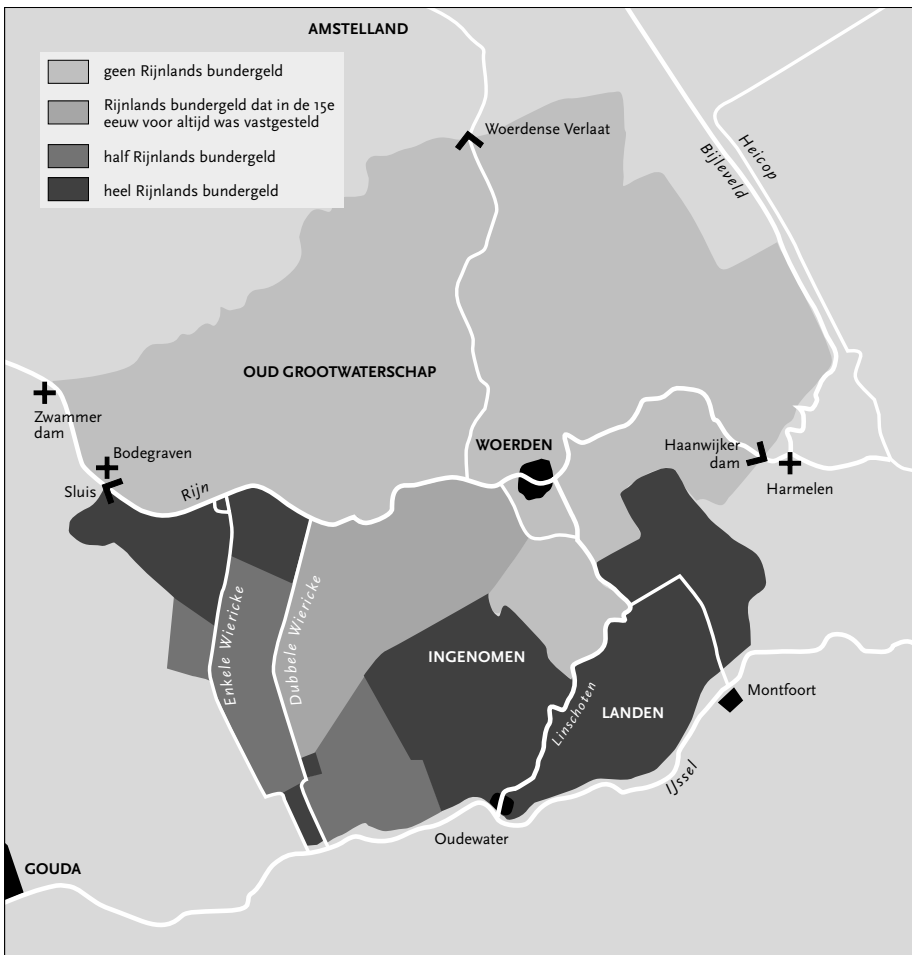 AMSTELLAND
geen Rijnlands bundergeld
Rijnlands bundergeld dat in de 15e
eeuw voor altijd was vastgesteld
half Rijnlands bundergeld
heel Rijnlands bundergeld
Woerdense Verlaat
Heicop
Bijleveld
OUD GROOTWATERSCHAP
Zwammer
dam
Bodegraven
Sluis
Rijn
WOERDEN
Haanwijker
dam
Harmelen
Enkele Wiericke
Dubbele Wiericke
INGENOMEN
Linschoten
LANDEN
Montfoort
IJssel
Oudewater
GOUDA